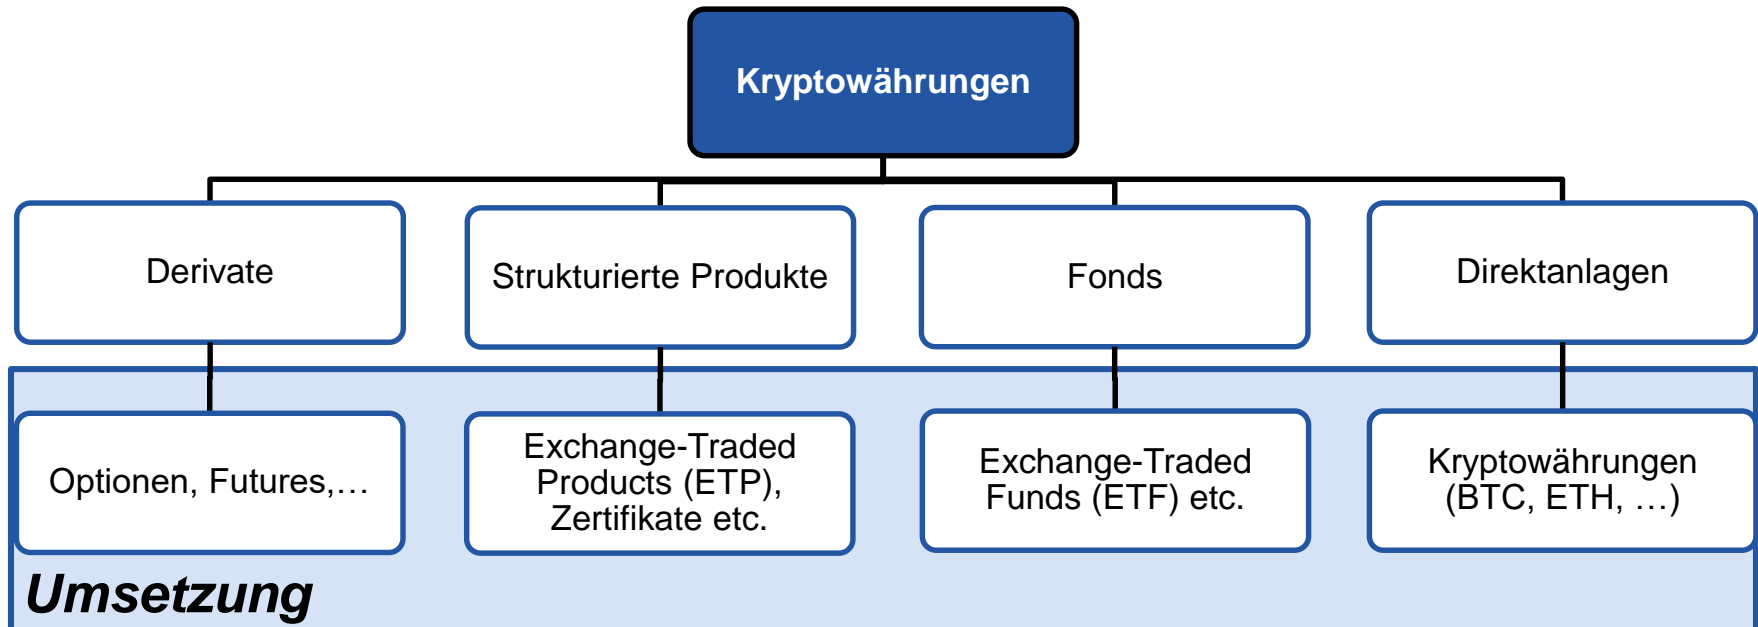 Kryptowährungen
Derivate
Strukturierte Produkte
Fonds
Direktanlagen
Optionen, Futures,…
Exchange-Traded
Products (ETP),
Zertifikate etc.
Exchange-Traded
Funds (ETF) etc.
Kryptowährungen
(BTC, ETH, …)
Umsetzung